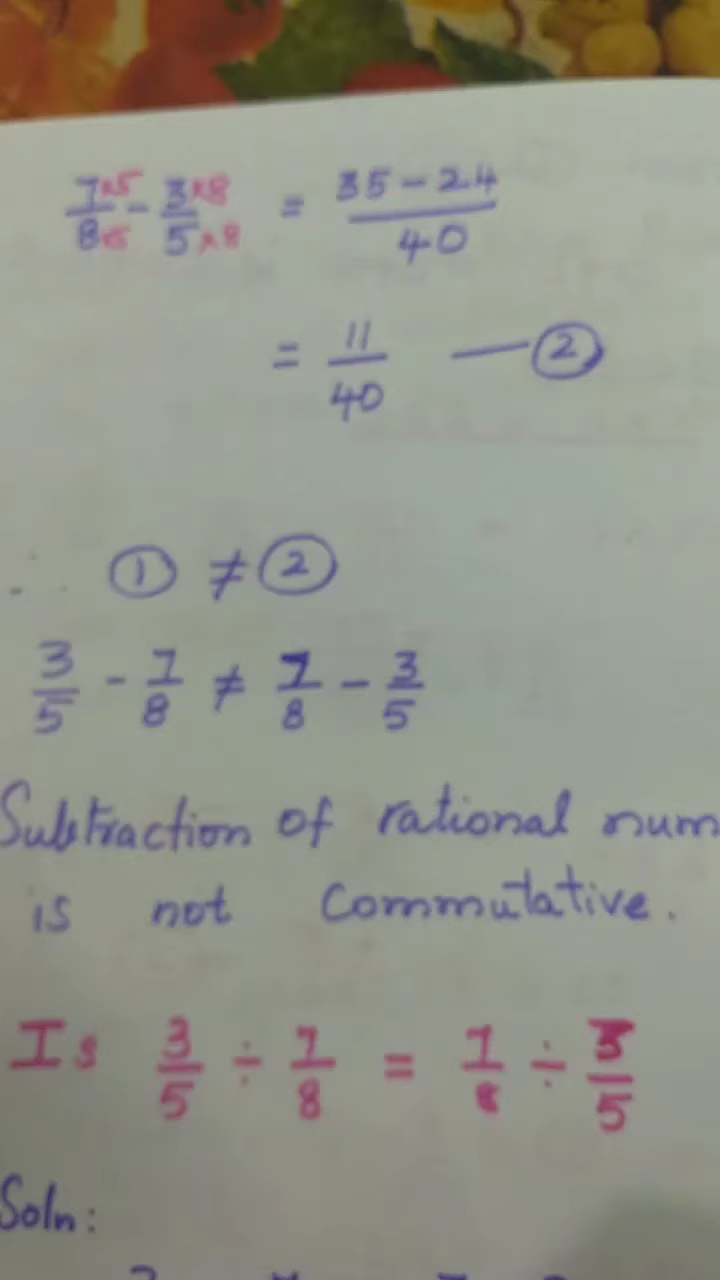 7×5/8×5 - 3×8/5×8 = 35-24/40
= 11/40 — ②
① ≠ ②
3/5 - 7/8 ≠ 7/8 - 3/5
Subtraction of rational num
is not Commutative.
Is 3/5 ÷ 7/8 = 7/8 ÷ 3/5
Soln: